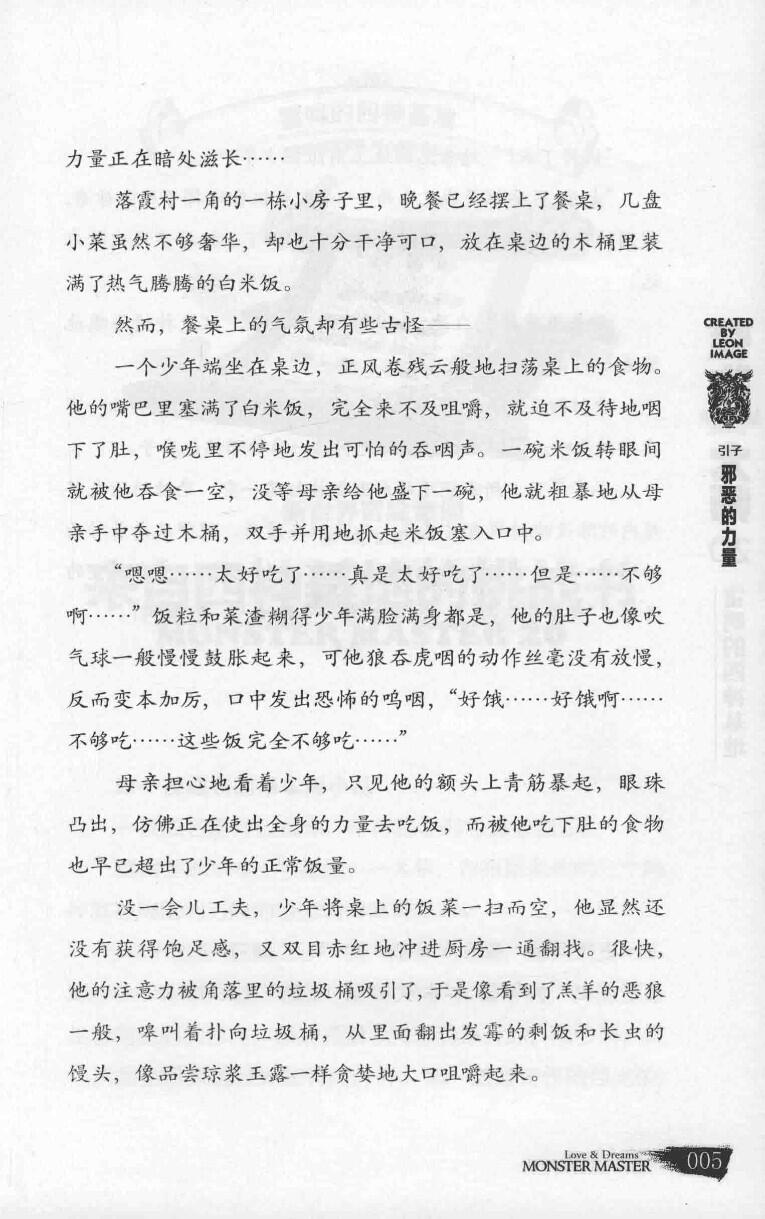 力量正在暗处滋长……
落霞村一角的一栋小房子里，晚餐已经摆上了餐桌，几盘
小菜虽然不够奢华，却也十分干净可口，放在桌边的木桶里装
满了热气腾腾的白米饭。
然而，餐桌上的气氛却有些古怪——
一个少年端坐在桌边，正风卷残云般地扫荡桌上的食物。
他的嘴巴里塞满了白米饭，完全来不及咀嚼，就迫不及待地咽
下了肚，喉咙里不停地发出可怕的吞咽声。一碗米饭转眼间
就被他吞食一空，没等母亲给他盛下一碗，他就粗暴地从母
亲手中夺过木桶，双手并用地抓起米饭塞入口中。
“嗯嗯……太好吃了……真是太好吃了……但是……不够
啊……”饭粒和菜渣糊得少年满脸满身都是，他的肚子也像吹
气球一般慢慢鼓胀起来，可他狼吞虎咽的动作丝毫没有放慢，
反而变本加厉，口中发出恐怖的呜咽，“好饿……好饿啊……
不够吃……这些饭完全不够吃……”
母亲担心地看着少年，只见他的额头上青筋暴起，眼珠
凸出，仿佛正在使出全身的力量去吃饭，而被他吃下肚的食物
也早已超出了少年的正常饭量。
没一会儿工夫，少年将桌上的饭菜一扫而空，他显然还
没有获得饱足感，又双目赤红地冲进厨房一通翻找。很快，
他的注意力被角落里的垃圾桶吸引了，于是像看到了羔羊的恶狼
一般，嗥叫着扑向垃圾桶，从里面翻出发霉的剩饭和长虫的
馒头，像品尝琼浆玉露一样贪婪地大口咀嚼起来。
CREATED
BY
LEON
IMAGE
引子
邪恶的力量
Love & Dreams
MONSTER MASTER
005